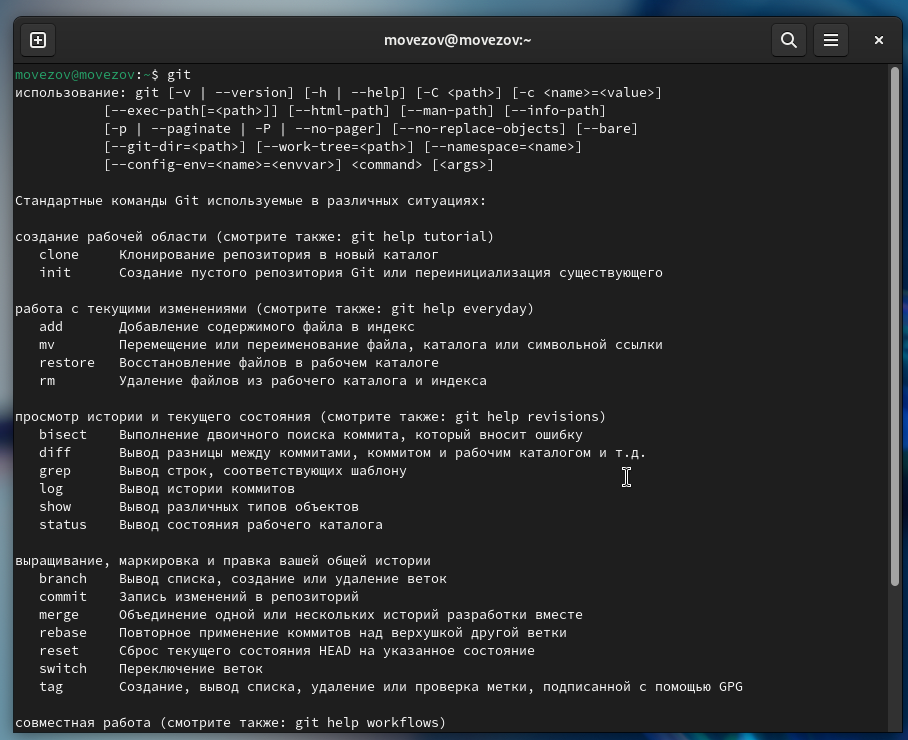 movezov@movezov:~
movezov@movezov:~$ git
использование: git [-v | --version] [-h | --help] [-C <path>] [-c <name>=<value>]
           [--exec-path[=<path>]] [--html-path] [--man-path] [--info-path]
           [-p | --paginate | -P | --no-pager] [--no-replace-objects] [--bare]
           [--git-dir=<path>] [--work-tree=<path>] [--namespace=<name>]
           [--config-env=<name>=<envvar>] <command> [<args>]

Стандартные команды Git используемые в различных ситуациях:

создание рабочей области (смотрите также: git help tutorial)
   clone     Клонирование репозитория в новый каталог
   init      Создание пустого репозитория Git или переинициализация существующего

работа с текущими изменениями (смотрите также: git help everyday)
   add       Добавление содержимого файла в индекс
   mv        Перемещение или переименование файла, каталога или символьной ссылки
   restore   Восстановление файлов в рабочем каталоге
   rm        Удаление файлов из рабочего каталога и индекса

просмотр истории и текущего состояния (смотрите также: git help revisions)
   bisect    Выполнение двоичного поиска коммита, который вносит ошибку
   diff      Вывод разницы между коммитами, коммитом и рабочим каталогом и т.д.
   grep      Вывод строк, соответствующих шаблону
   log       Вывод истории коммитов
   show      Вывод различных типов объектов
   status    Вывод состояния рабочего каталога

выращивание, маркировка и правка вашей общей истории
   branch    Вывод списка, создание или удаление веток
   commit    Запись изменений в репозиторий
   merge     Объединение одной или нескольких историй разработки вместе
   rebase    Повторное применение коммитов над верхушкой другой ветки
   reset     Сброс текущего состояния HEAD на указанное состояние
   switch    Переключение веток
   tag       Создание, вывод списка, удаление или проверка метки, подписанной с помощью GPG

совместная работа (смотрите также: git help workflows)